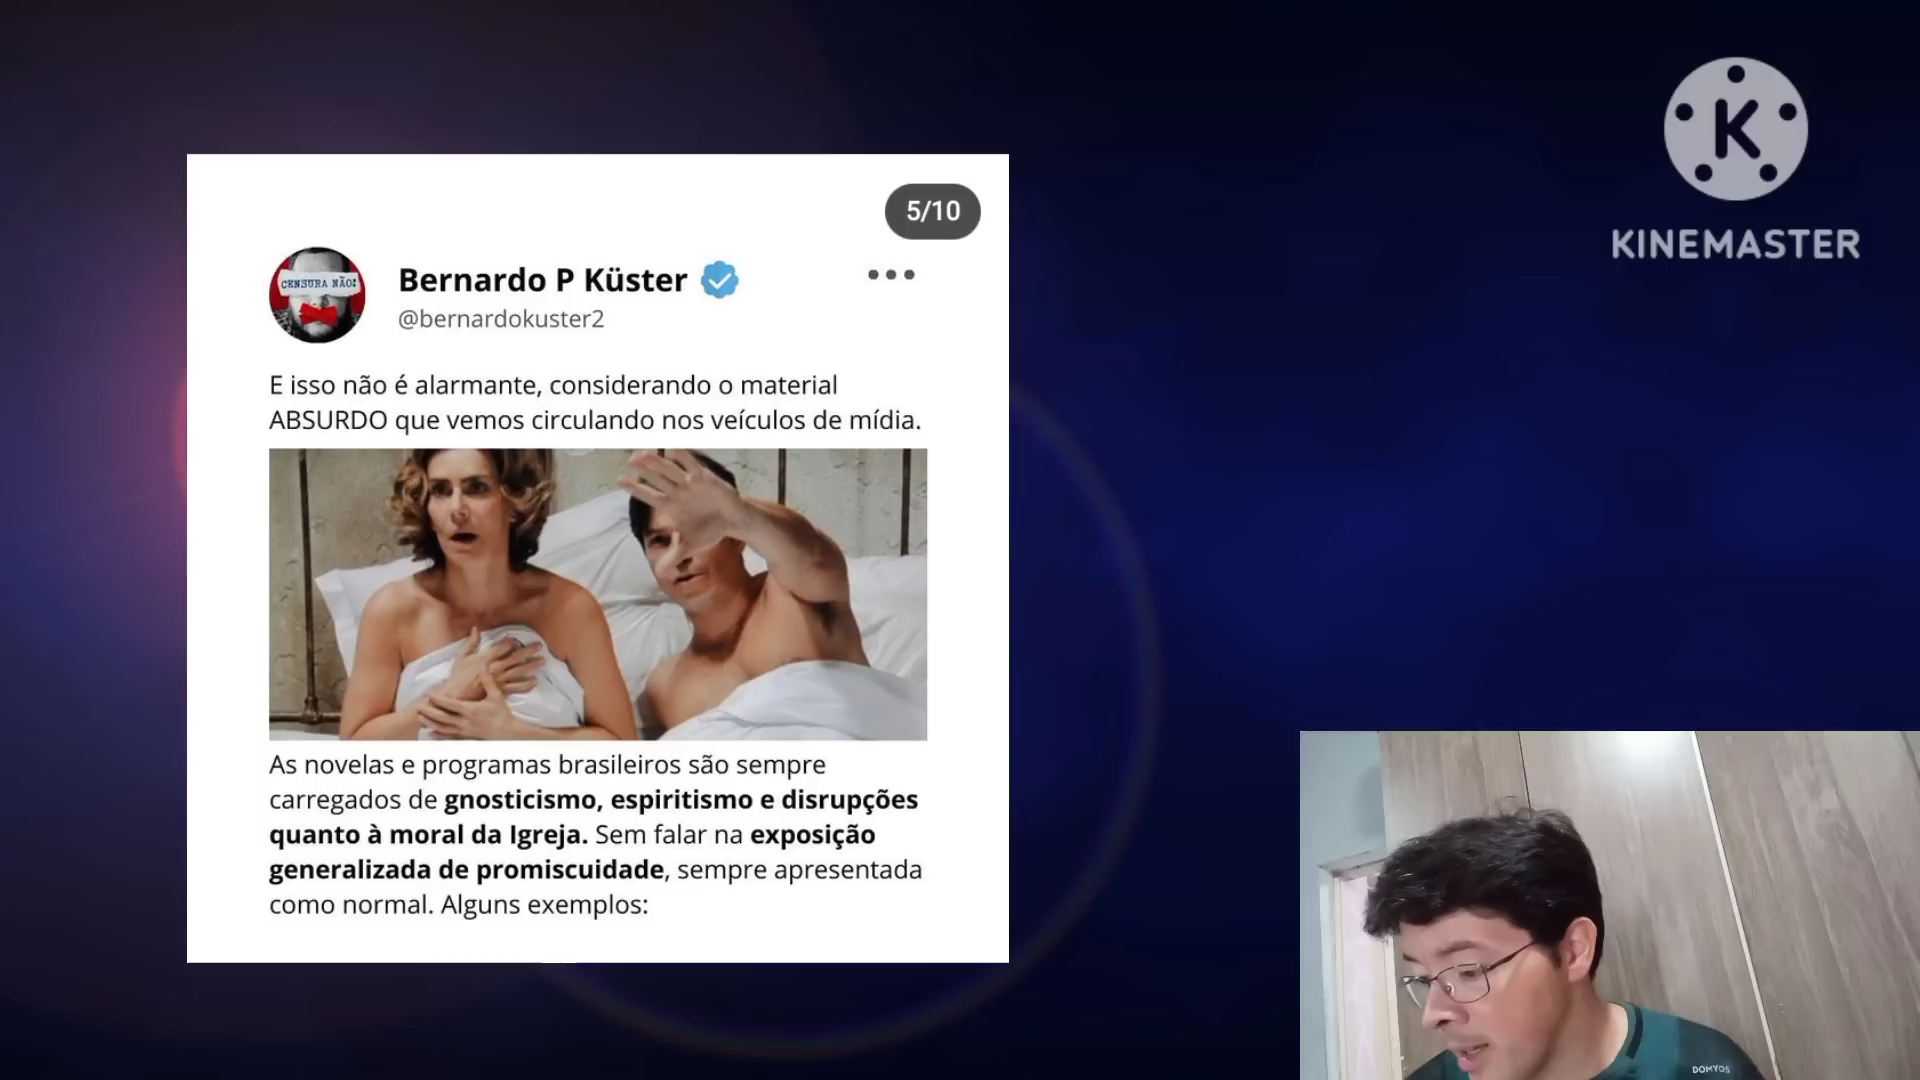 K
KINEMASTER
5/10
CENSURA NÃO!
Bernardo P Küster
@bernardokuster2
E isso não é alarmante, considerando o material
ABSURDO que vemos circulando nos veículos de mídia.
As novelas e programas brasileiros são sempre
carregados de gnosticismo, espiritismo e disrupções
quanto à moral da Igreja. Sem falar na exposição
generalizada de promiscuidade, sempre apresentada
como normal. Alguns exemplos:
DOMYOS